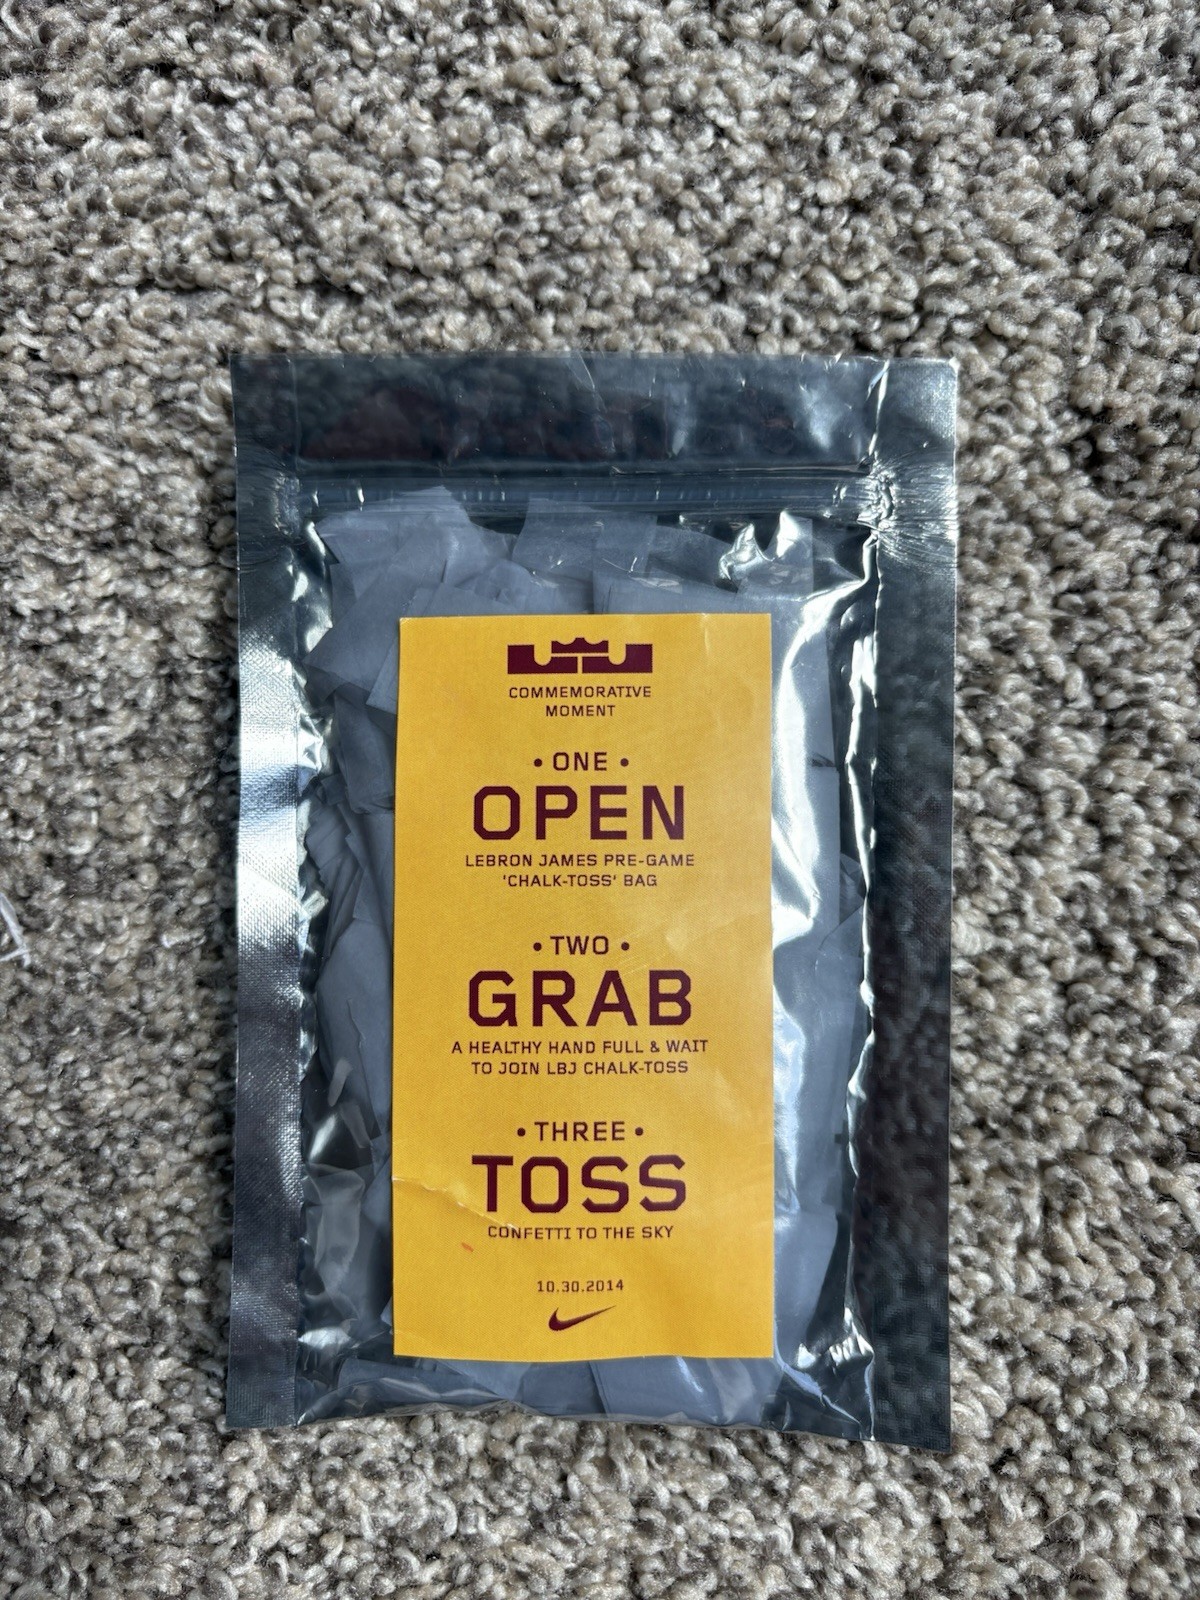 COMMEMORATIVE
MOMENT
• ONE •
OPEN
LEBRON JAMES PRE-GAME
'CHALK-TOSS' BAG
• TWO •
GRAB
A HEALTHY HAND FULL & WAIT
TO JOIN LBJ CHALK-TOSS
• THREE •
TOSS
CONFETTI TO THE SKY
10.30.2014